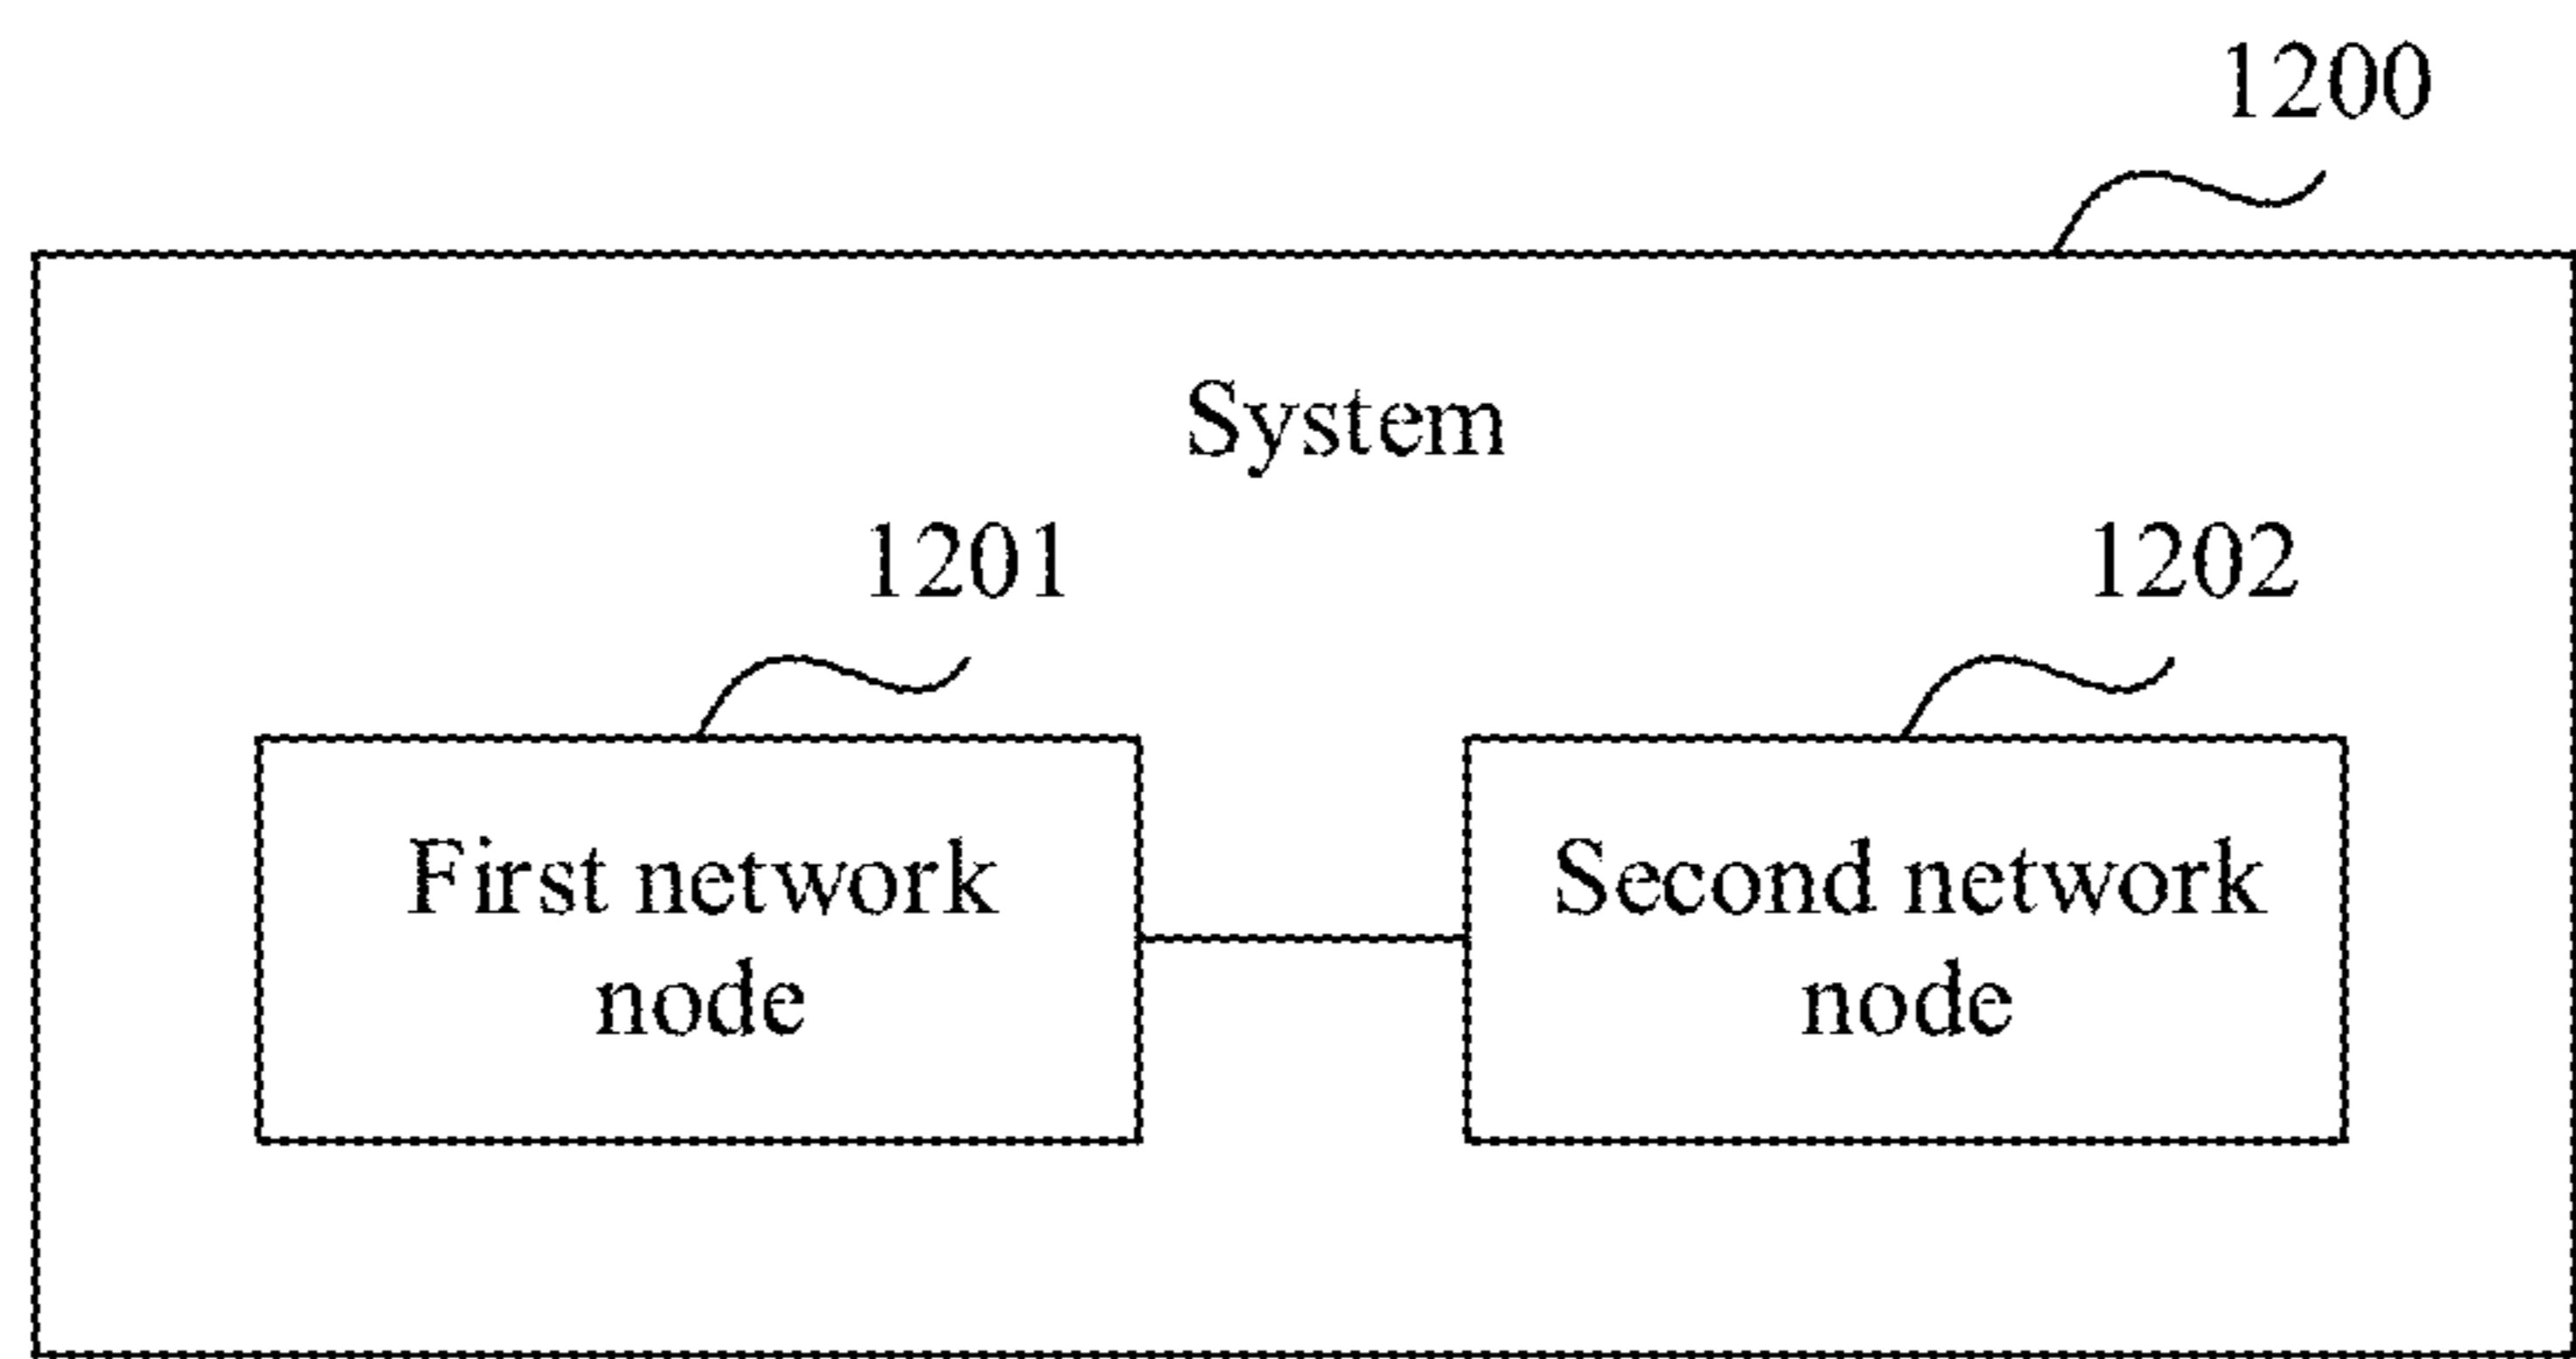 1200
System
1201
1202
First network
node
Second network
node